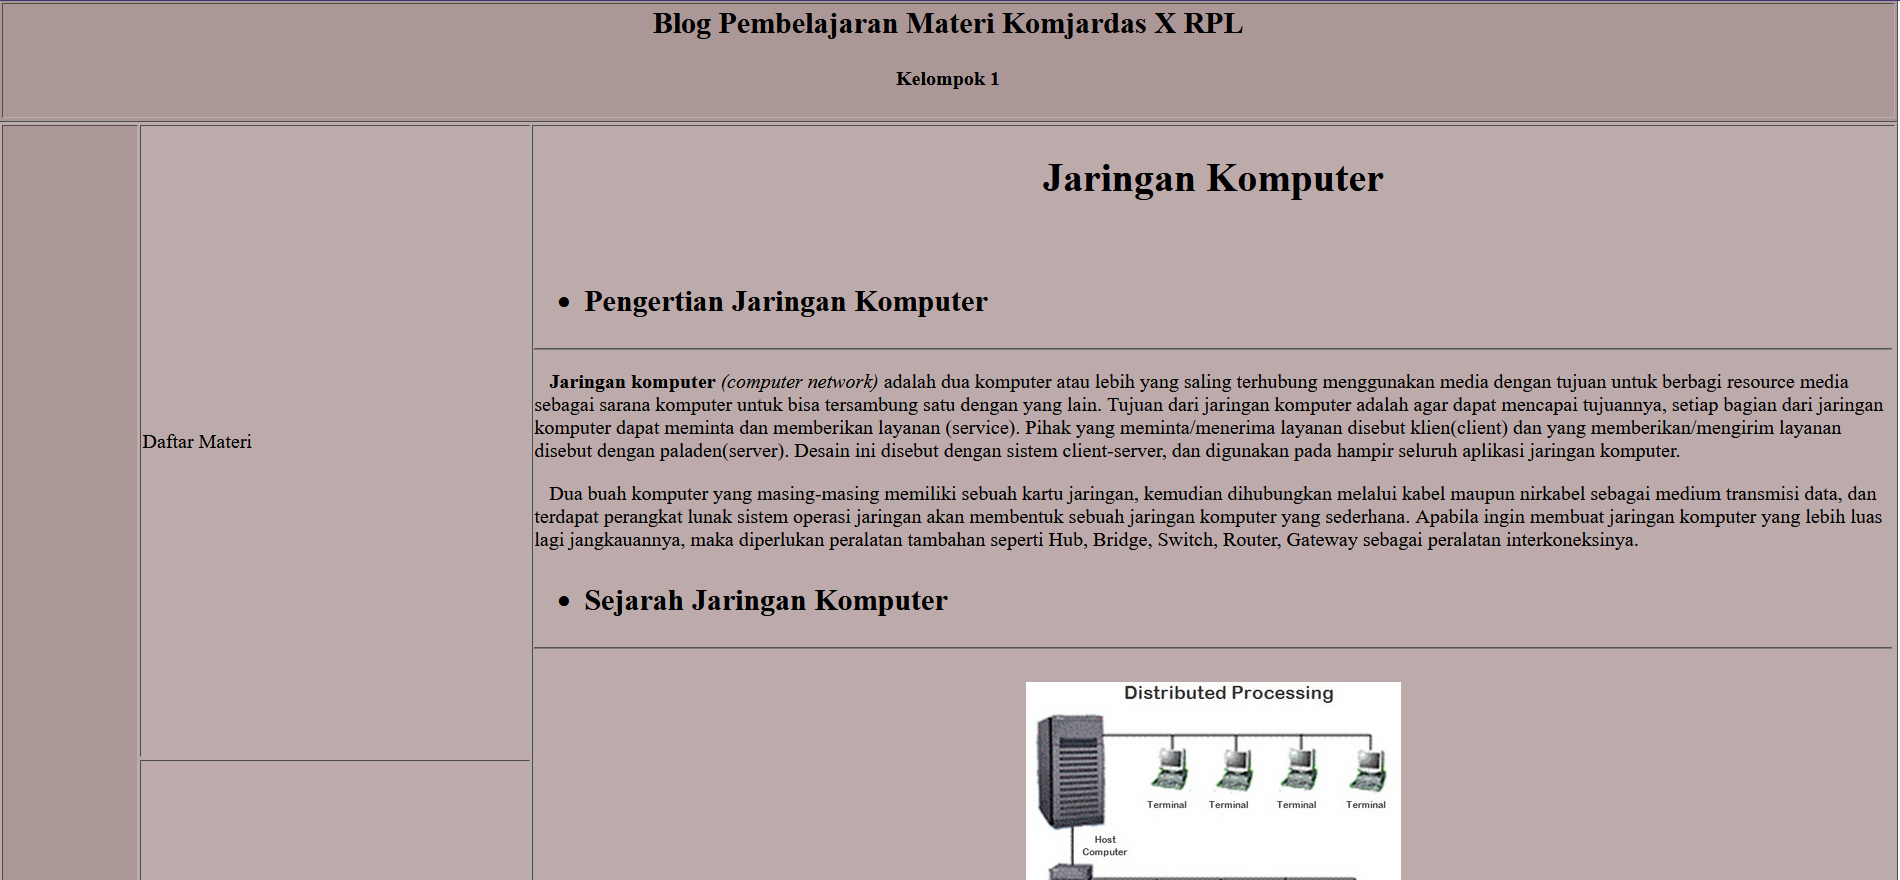 Blog Pembelajaran Materi Komjardas X RPL
Kelompok 1
Daftar Materi
Jaringan Komputer
Pengertian Jaringan Komputer
Jaringan komputer (computer network) adalah dua komputer atau lebih yang saling terhubung menggunakan media dengan tujuan untuk berbagi resource media
sebagai sarana komputer untuk bisa tersambung satu dengan yang lain. Tujuan dari jaringan komputer adalah agar dapat mencapai tujuannya, setiap bagian dari jaringan
komputer dapat meminta dan memberikan layanan (service). Pihak yang meminta/menerima layanan disebut klien(client) dan yang memberikan/mengirim layanan
disebut dengan paladen(server). Desain ini disebut dengan sistem client-server, dan digunakan pada hampir seluruh aplikasi jaringan komputer.
Dua buah komputer yang masing-masing memiliki sebuah kartu jaringan, kemudian dihubungkan melalui kabel maupun nirkabel sebagai medium transmisi data, dan
terdapat perangkat lunak sistem operasi jaringan akan membentuk sebuah jaringan komputer yang sederhana. Apabila ingin membuat jaringan komputer yang lebih luas
lagi jangkauannya, maka diperlukan peralatan tambahan seperti Hub, Bridge, Switch, Router, Gateway sebagai peralatan interkoneksinya.
Sejarah Jaringan Komputer
Distributed Processing
Terminal Terminal Terminal Terminal
Host
Computer